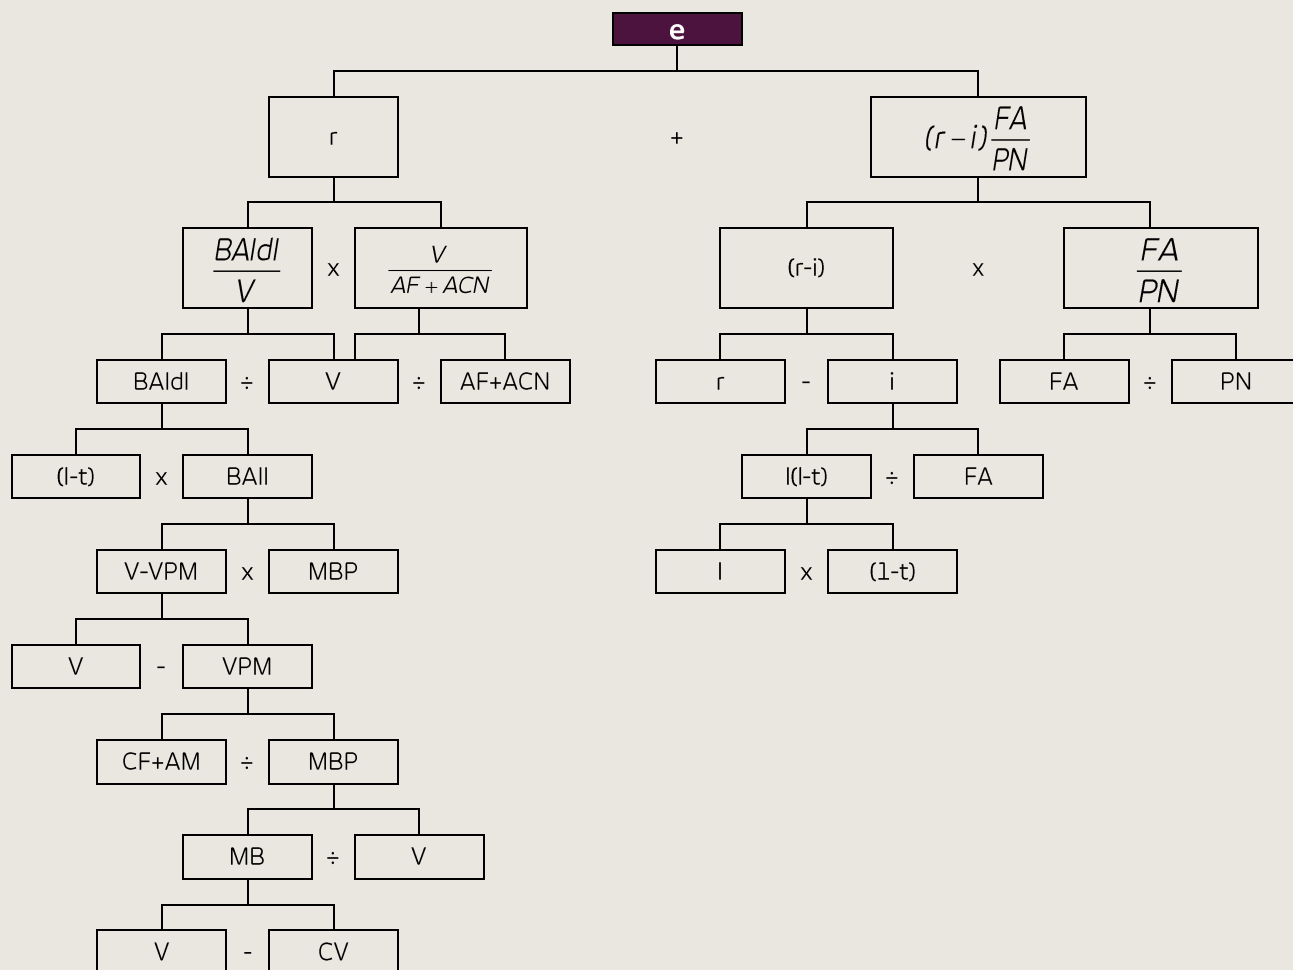 e
r + (r – i) FA
PN
BAIdI
V x V
AF + ACN (r-i) x FA
PN
BAIdI ÷ V ÷ AF+ACN r - i FA ÷ PN
(l-t) x BAII l(l-t) ÷ FA
V-VPM x MBP l x (1-t)
V - VPM
CF+AM ÷ MBP
MB ÷ V
V - CV